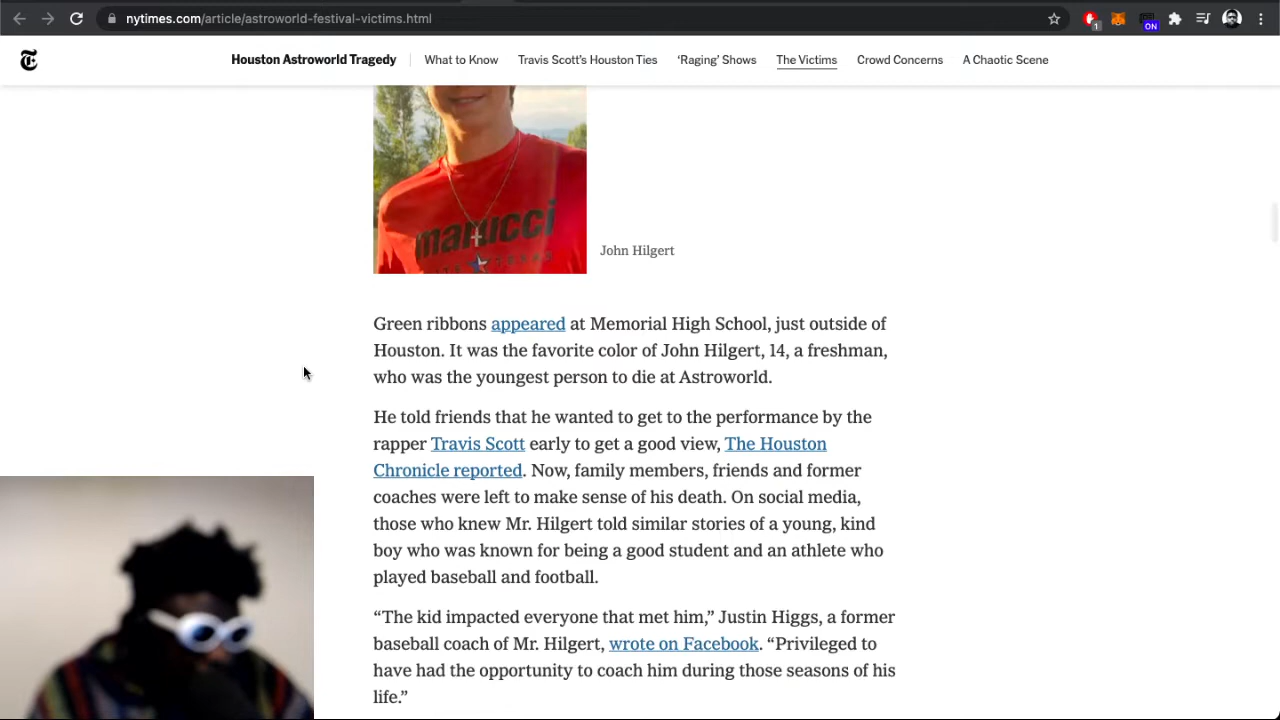 nytimes.com/article/astroworld-festival-victims.html
1
ON
Houston Astroworld Tragedy
What to Know
Travis Scott’s Houston Ties
‘Raging’ Shows
The Victims
Crowd Concerns
A Chaotic Scene
marucci
John Hilgert
Green ribbons appeared at Memorial High School, just outside of
Houston. It was the favorite color of John Hilgert, 14, a freshman,
who was the youngest person to die at Astroworld.
He told friends that he wanted to get to the performance by the
rapper Travis Scott early to get a good view, The Houston
Chronicle reported. Now, family members, friends and former
coaches were left to make sense of his death. On social media,
those who knew Mr. Hilgert told similar stories of a young, kind
boy who was known for being a good student and an athlete who
played baseball and football.
“The kid impacted everyone that met him,” Justin Higgs, a former
baseball coach of Mr. Hilgert, wrote on Facebook. “Privileged to
have had the opportunity to coach him during those seasons of his
life.”